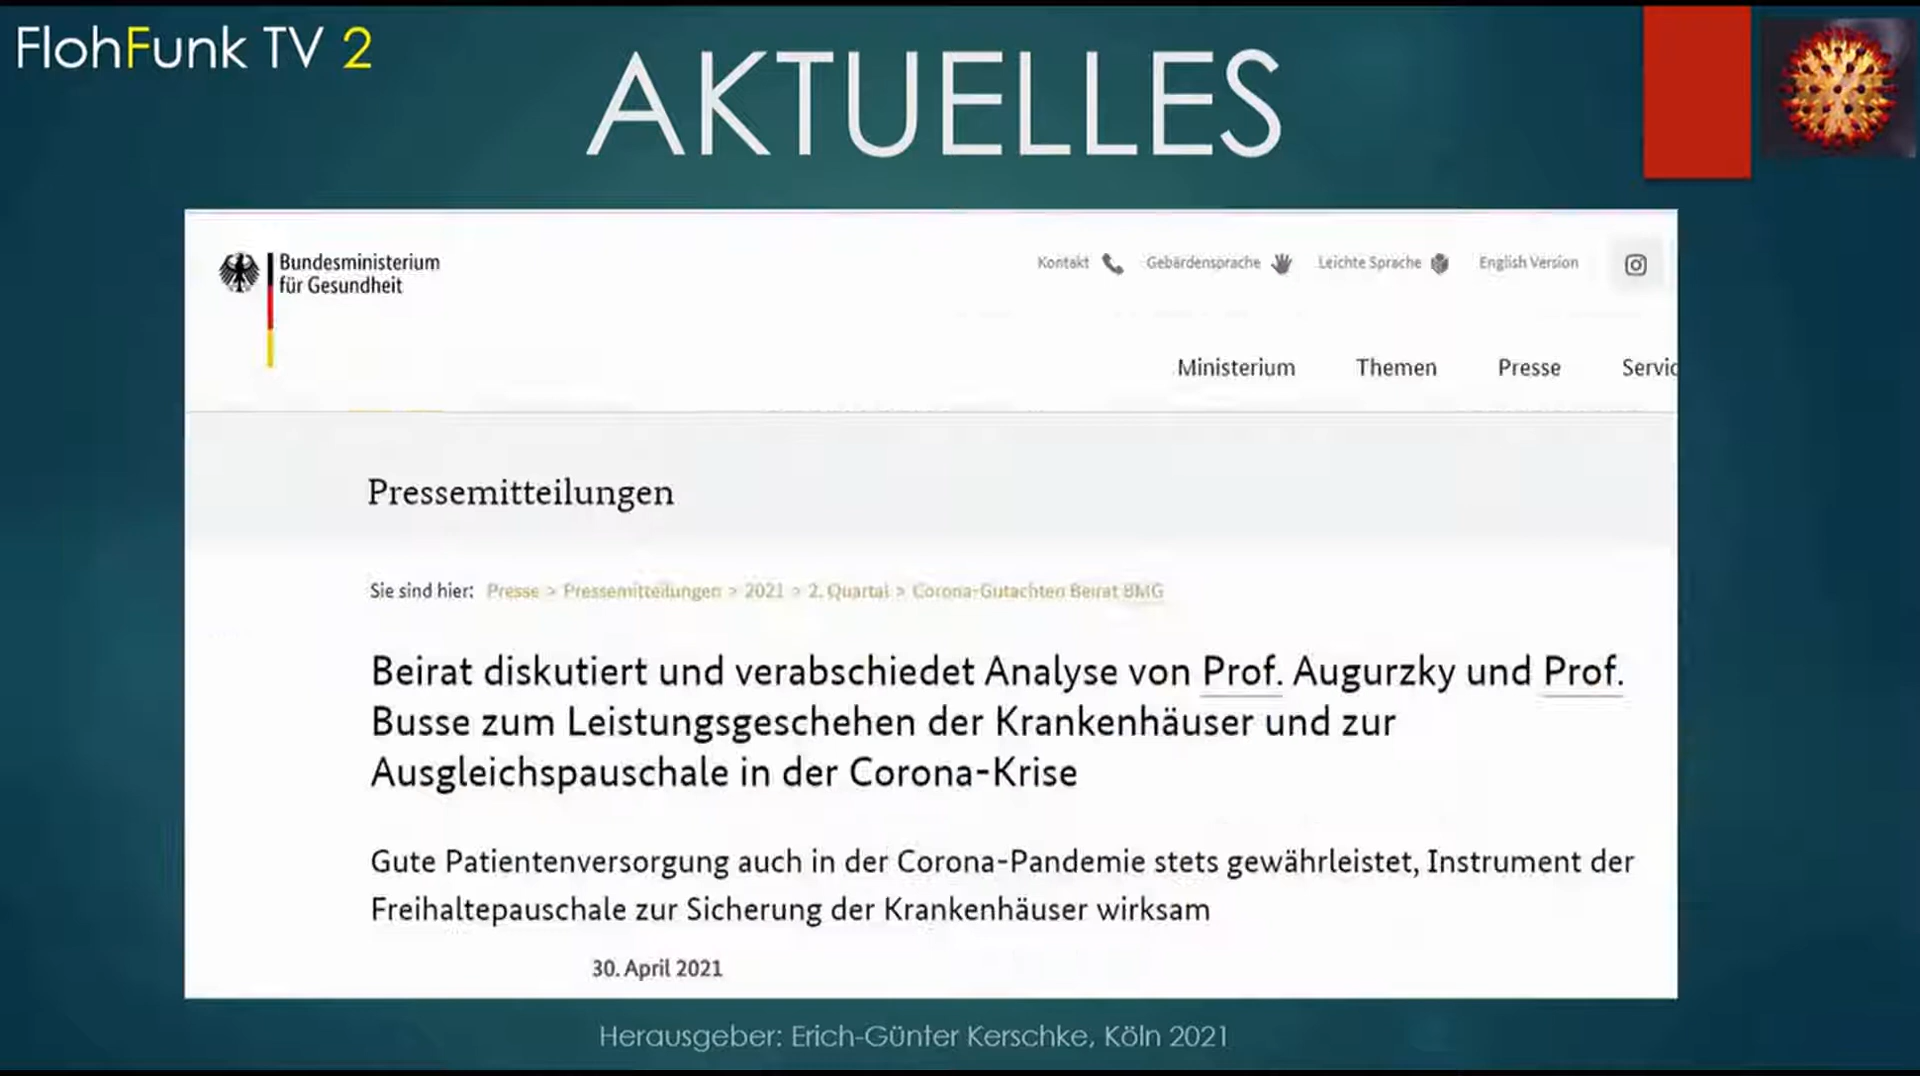 FlohFunk TV 2
AKTUELLES
Bundesministerium
für Gesundheit
Kontakt Gebärdensprache Leichte Sprache English Version
Ministerium Themen Presse Servic
Pressemitteilungen
Sie sind hier: Presse > Pressemitteilungen > 2021 > 2. Quartal > Corona-Gutachten Beirat BMG
Beirat diskutiert und verabschiedet Analyse von Prof. Augurzky und Prof.
Busse zum Leistungsgeschehen der Krankenhäuser und zur
Ausgleichspauschale in der Corona-Krise
Gute Patientenversorgung auch in der Corona-Pandemie stets gewährleistet, Instrument der
Freihaltepauschale zur Sicherung der Krankenhäuser wirksam
30. April 2021
Herausgeber: Erich-Günter Kerschke, Köln 2021